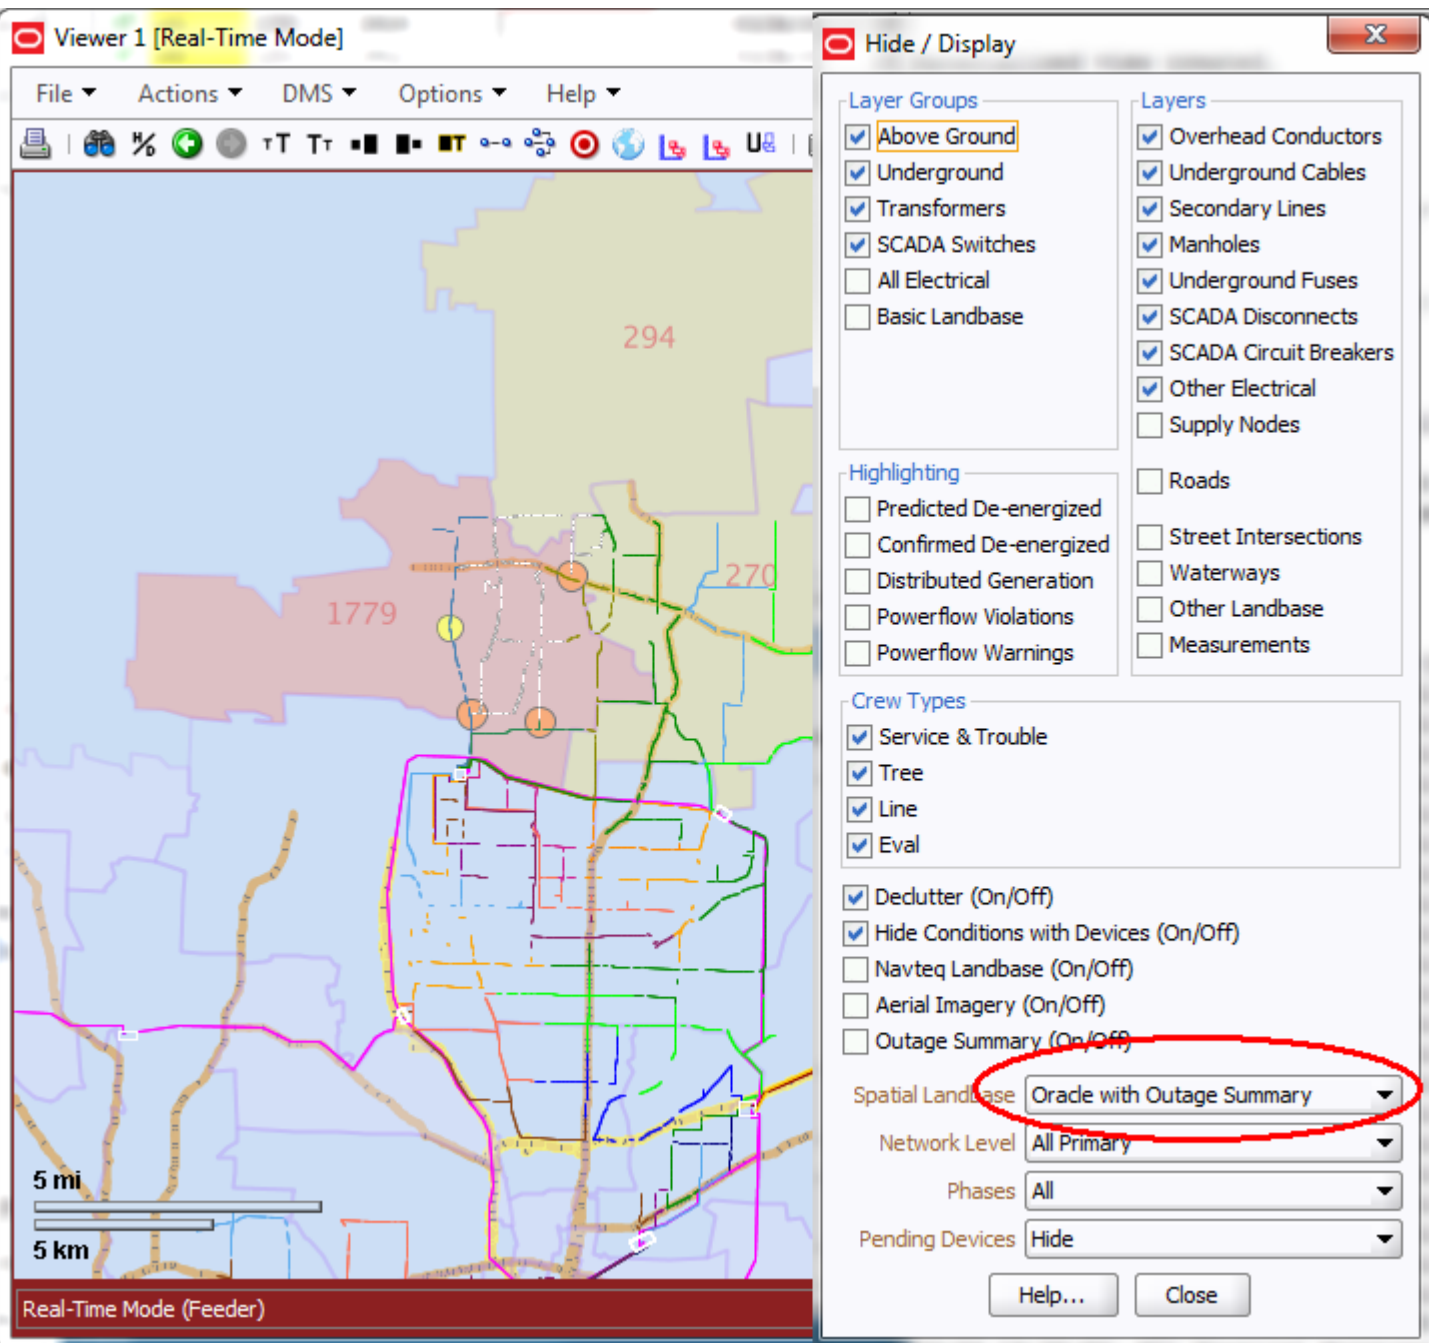 Viewer 1 [Real-Time Mode]
File Actions DMS Options Help
294
270
1779
5 mi
5 km
Real-Time Mode (Feeder)
Hide / Display
Layer Groups
Above Ground
Underground
Transformers
SCADA Switches
All Electrical
Basic Landbase
Layers
Overhead Conductors
Underground Cables
Secondary Lines
Manholes
Underground Fuses
SCADA Disconnects
SCADA Circuit Breakers
Other Electrical
Supply Nodes
Roads
Street Intersections
Waterways
Other Landbase
Measurements
Highlighting
Predicted De-energized
Confirmed De-energized
Distributed Generation
Powerflow Violations
Powerflow Warnings
Crew Types
Service & Trouble
Tree
Line
Eval
Declutter (On/Off)
Hide Conditions with Devices (On/Off)
Navteq Landbase (On/Off)
Aerial Imagery (On/Off)
Outage Summary (On/Off)
Spatial Landbase Oracle with Outage Summary
Network Level All Primary
Phases All
Pending Devices Hide
Help... Close